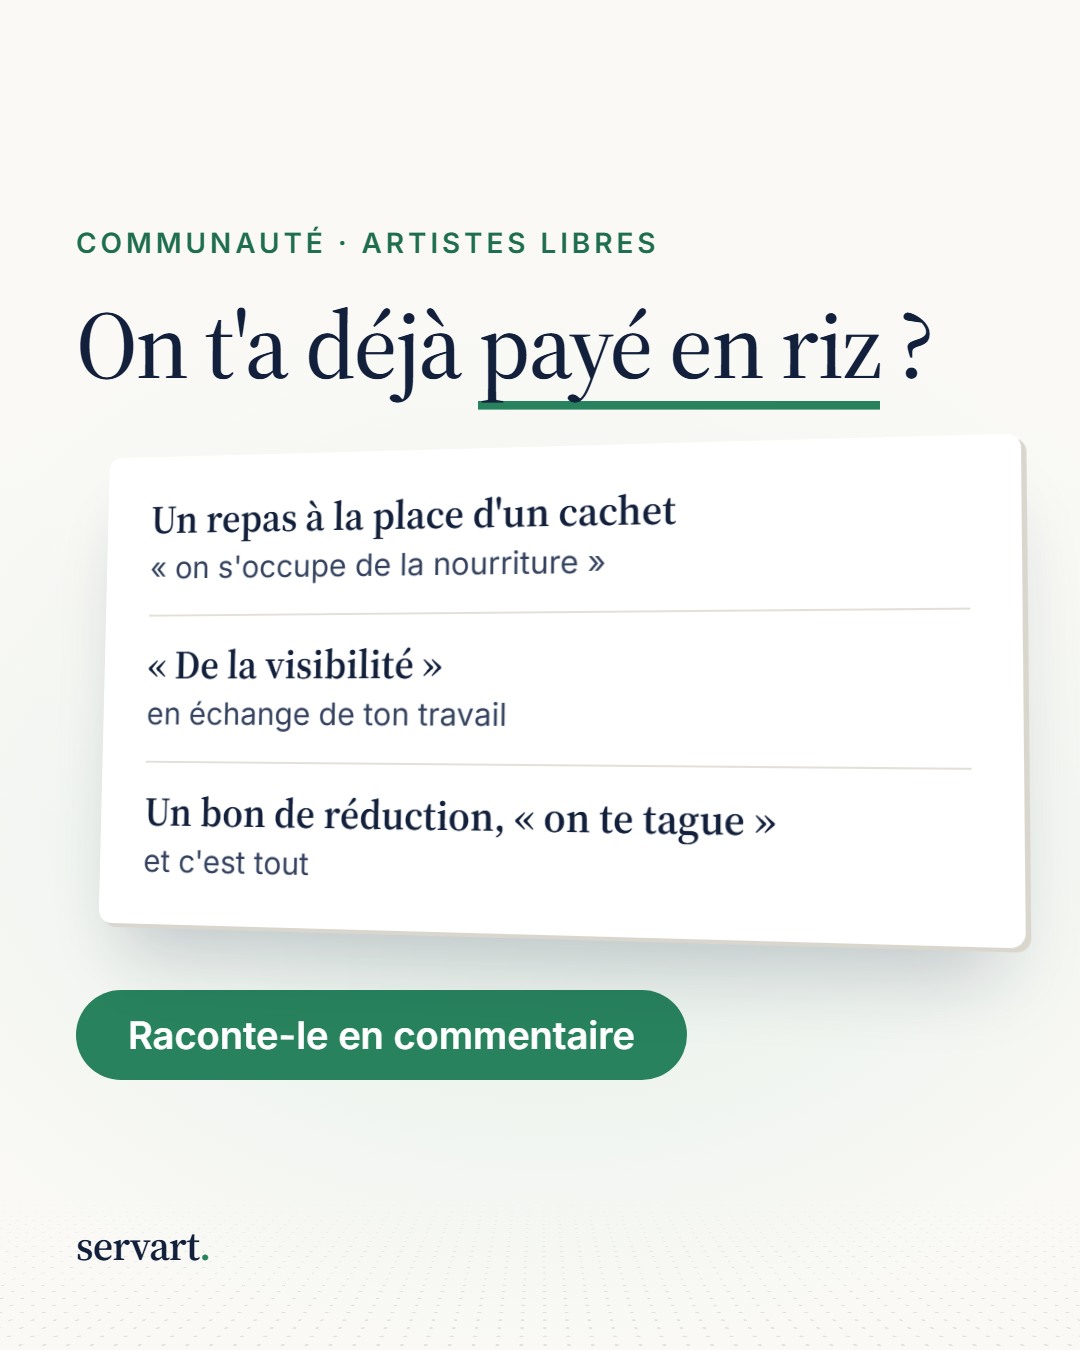 COMMUNAUTÉ · ARTISTES LIBRES
On t'a déjà payé en riz ?
Un repas à la place d'un cachet
« on s'occupe de la nourriture »
« De la visibilité »
en échange de ton travail
Un bon de réduction, « on te tague »
et c'est tout
Raconte-le en commentaire
servart.